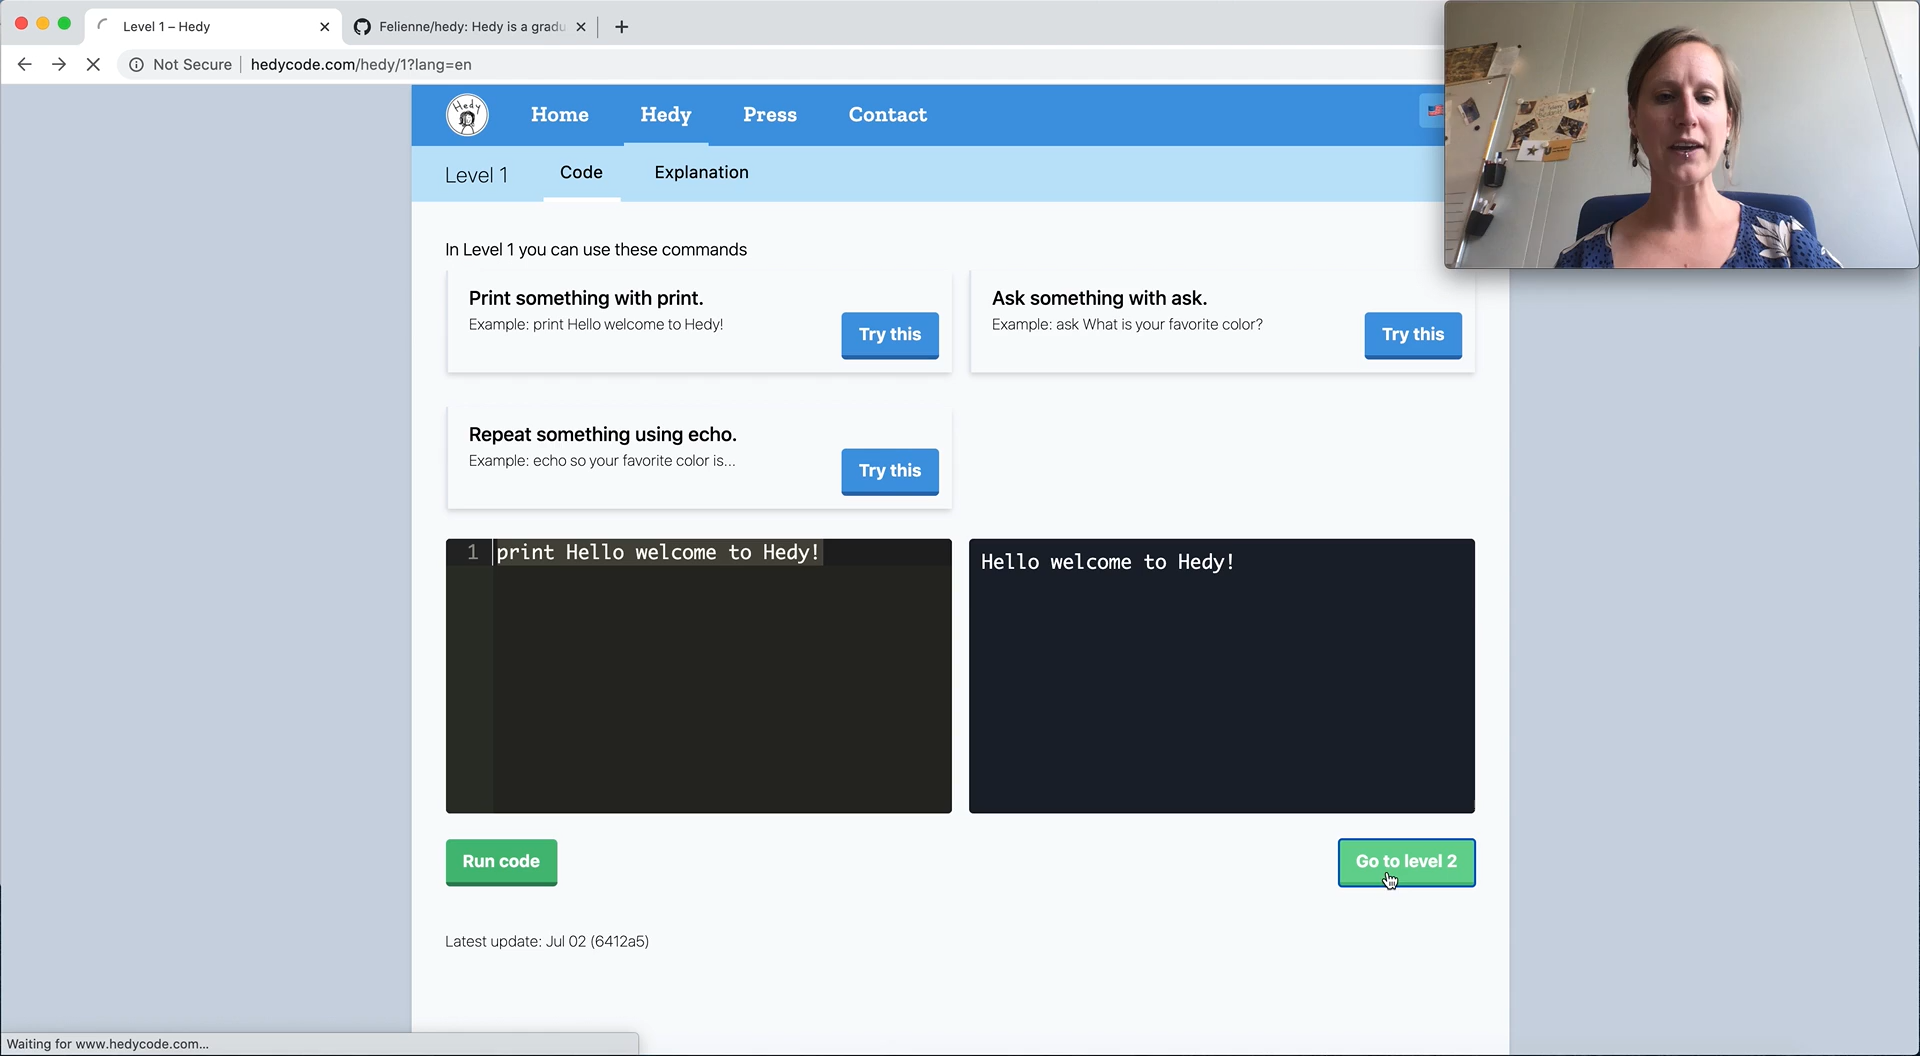 Level 1 – Hedy
Felienne/hedy: Hedy is a gradu
Not Secure
hedycode.com/hedy/1?lang=en
Hedy
Home
Hedy
Press
Contact
Level 1
Code
Explanation
In Level 1 you can use these commands
Print something with print.
Example: print Hello welcome to Hedy!
Try this
Ask something with ask.
Example: ask What is your favorite color?
Try this
Repeat something using echo.
Example: echo so your favorite color is...
Try this
1 print Hello welcome to Hedy!
Hello welcome to Hedy!
Run code
Go to level 2
Latest update: Jul 02 (6412a5)
Waiting for www.hedycode.com...